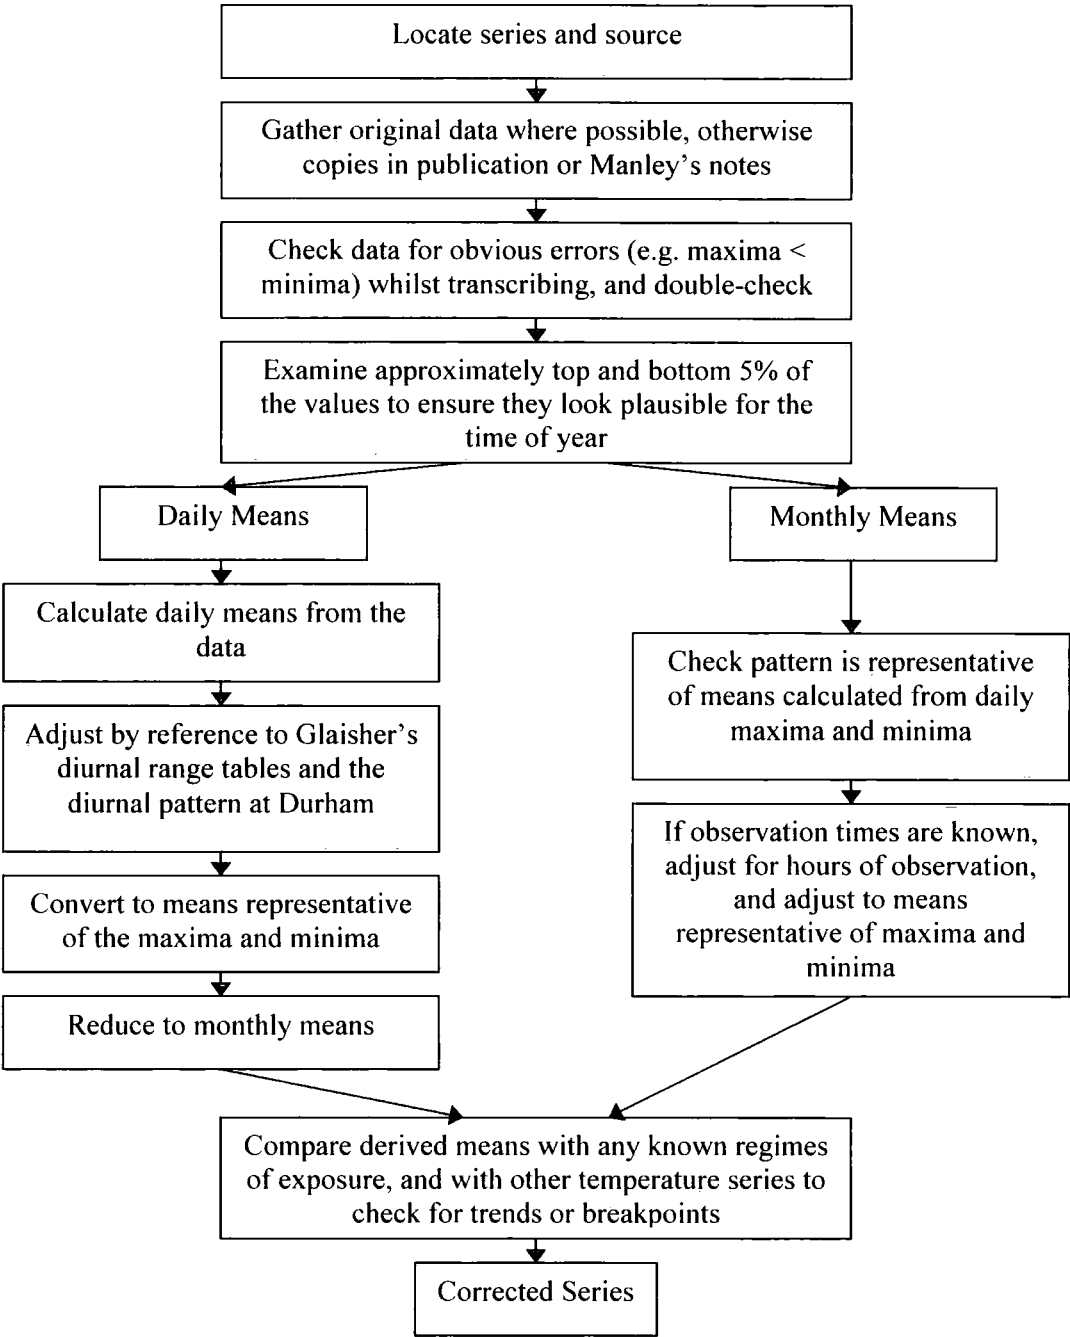 Locate series and source
Gather original data where possible, otherwise
copies in publication or Manley's notes
Check data for obvious errors (e.g. maxima <
minima) whilst transcribing, and double-check
Examine approximately top and bottom 5% of
the values to ensure they look plausible for the
time of year
Daily Means
Calculate daily means from the
data
Adjust by reference to Glaisher's
diurnal range tables and the
diurnal pattern at Durham
Convert to means representative
of the maxima and minima
Reduce to monthly means
Monthly Means
Check pattern is representative
of means calculated from daily
maxima and minima
If observation times are known,
adjust for hours of observation,
and adjust to means
representative of maxima and
minima
Compare derived means with any known regimes
of exposure, and with other temperature series to
check for trends or breakpoints
Corrected Series